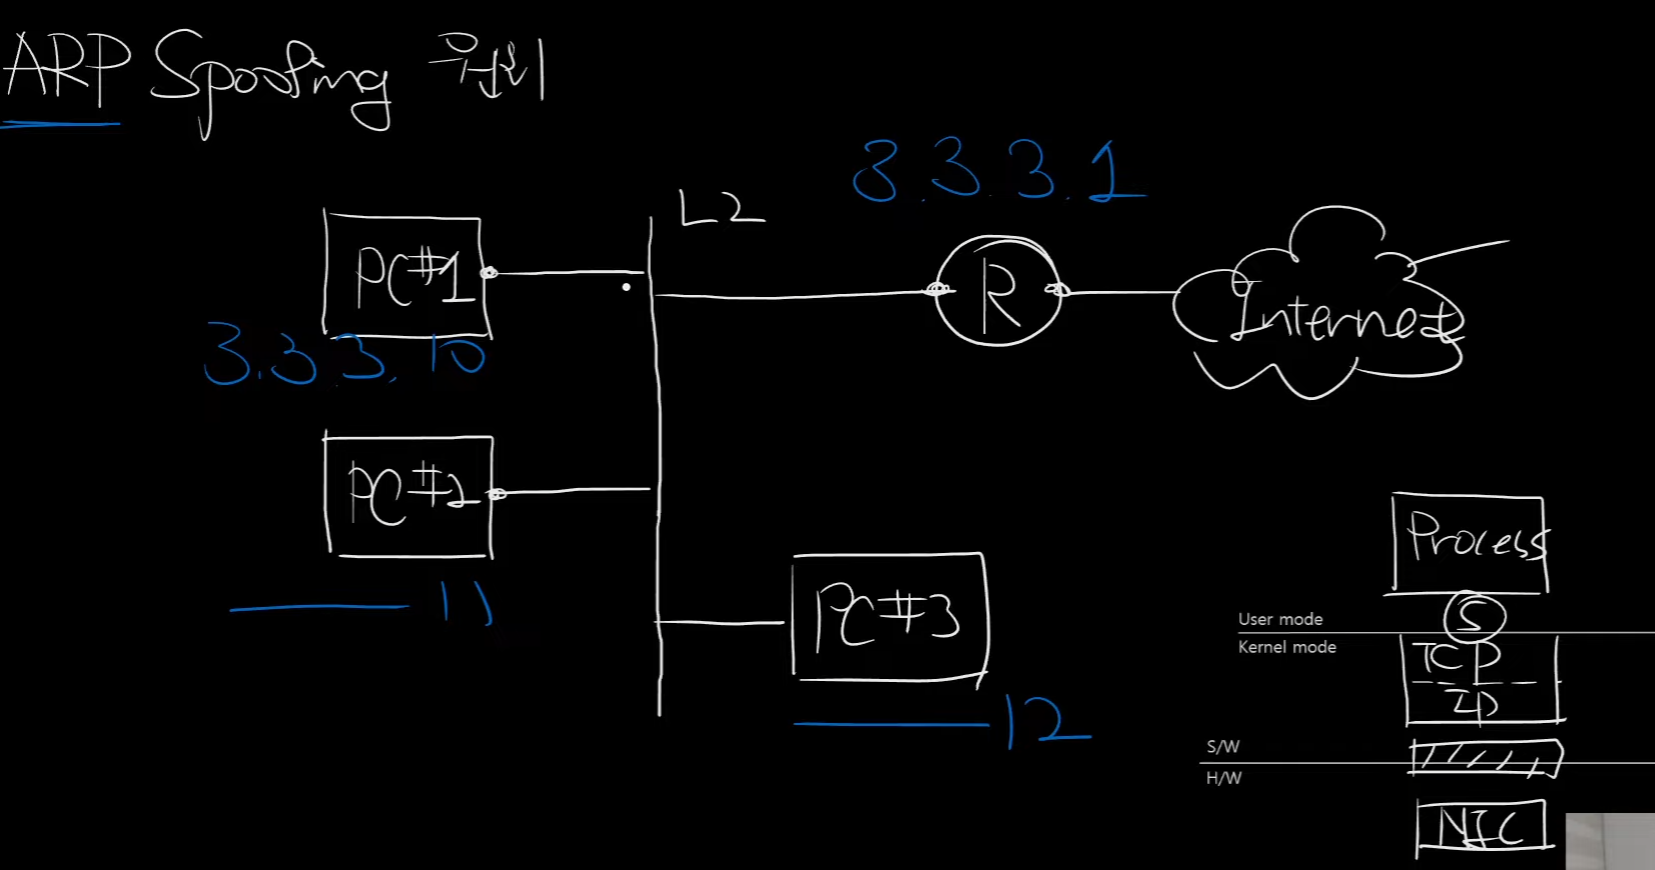 ARP Spoofing 원리
3.3.3.1
L2
PC#1
R
Internet
3.3.3.10
PC#2
11
PC#3
12
Process
S
User mode
Kernel mode
TCP
IP
S/W
H/W
NIC